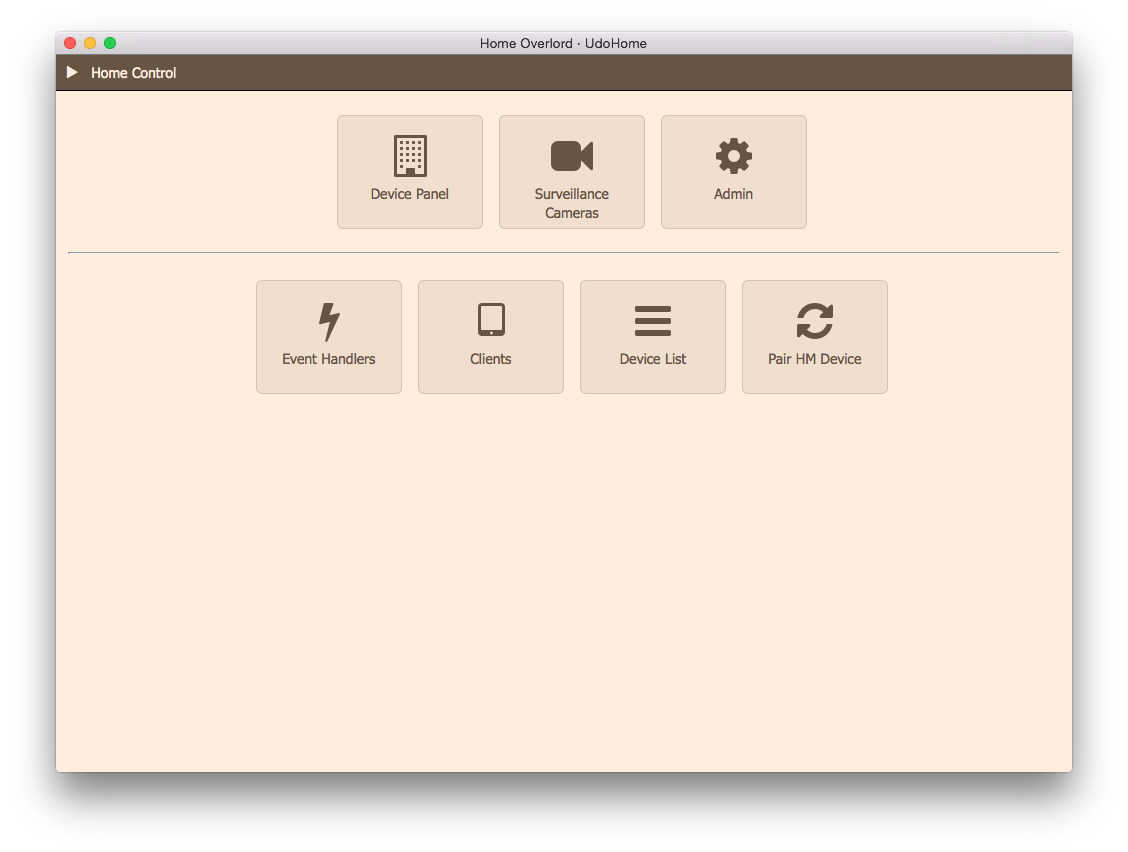 Home Overlord · UdoHome
Home Control
Device Panel
Surveillance
Cameras
Admin
Event Handlers
Clients
Device List
Pair HM Device